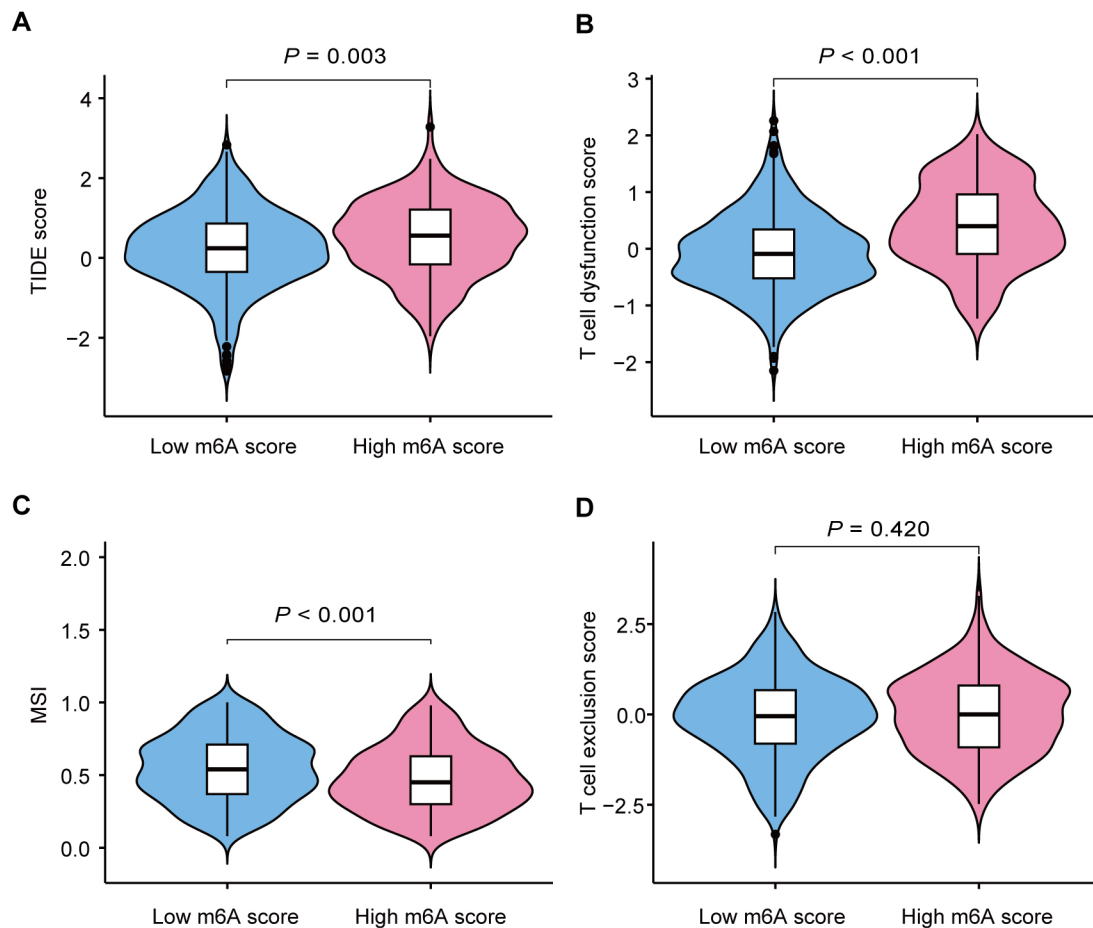 A
P = 0.003
TIDE score
4
2
0
−2
Low m6A score
High m6A score
B
P < 0.001
T cell dysfunction score
3
2
1
0
−1
−2
Low m6A score
High m6A score
C
P < 0.001
MSI
2.0
1.5
1.0
0.5
0.0
Low m6A score
High m6A score
D
P = 0.420
T cell exclusion score
2.5
0.0
−2.5
Low m6A score
High m6A score